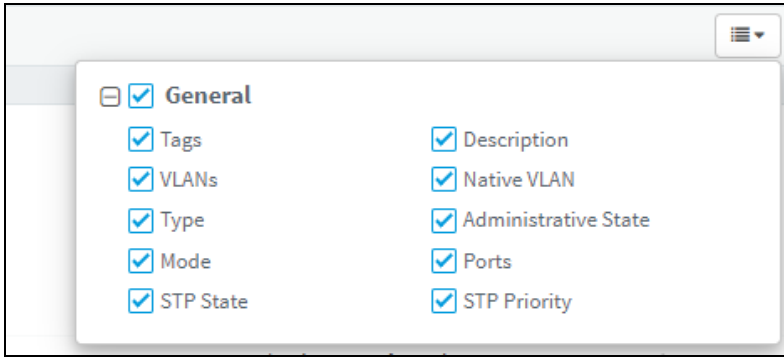 General
Tags Description
VLANs Native VLAN
Type Administrative State
Mode Ports
STP State STP Priority